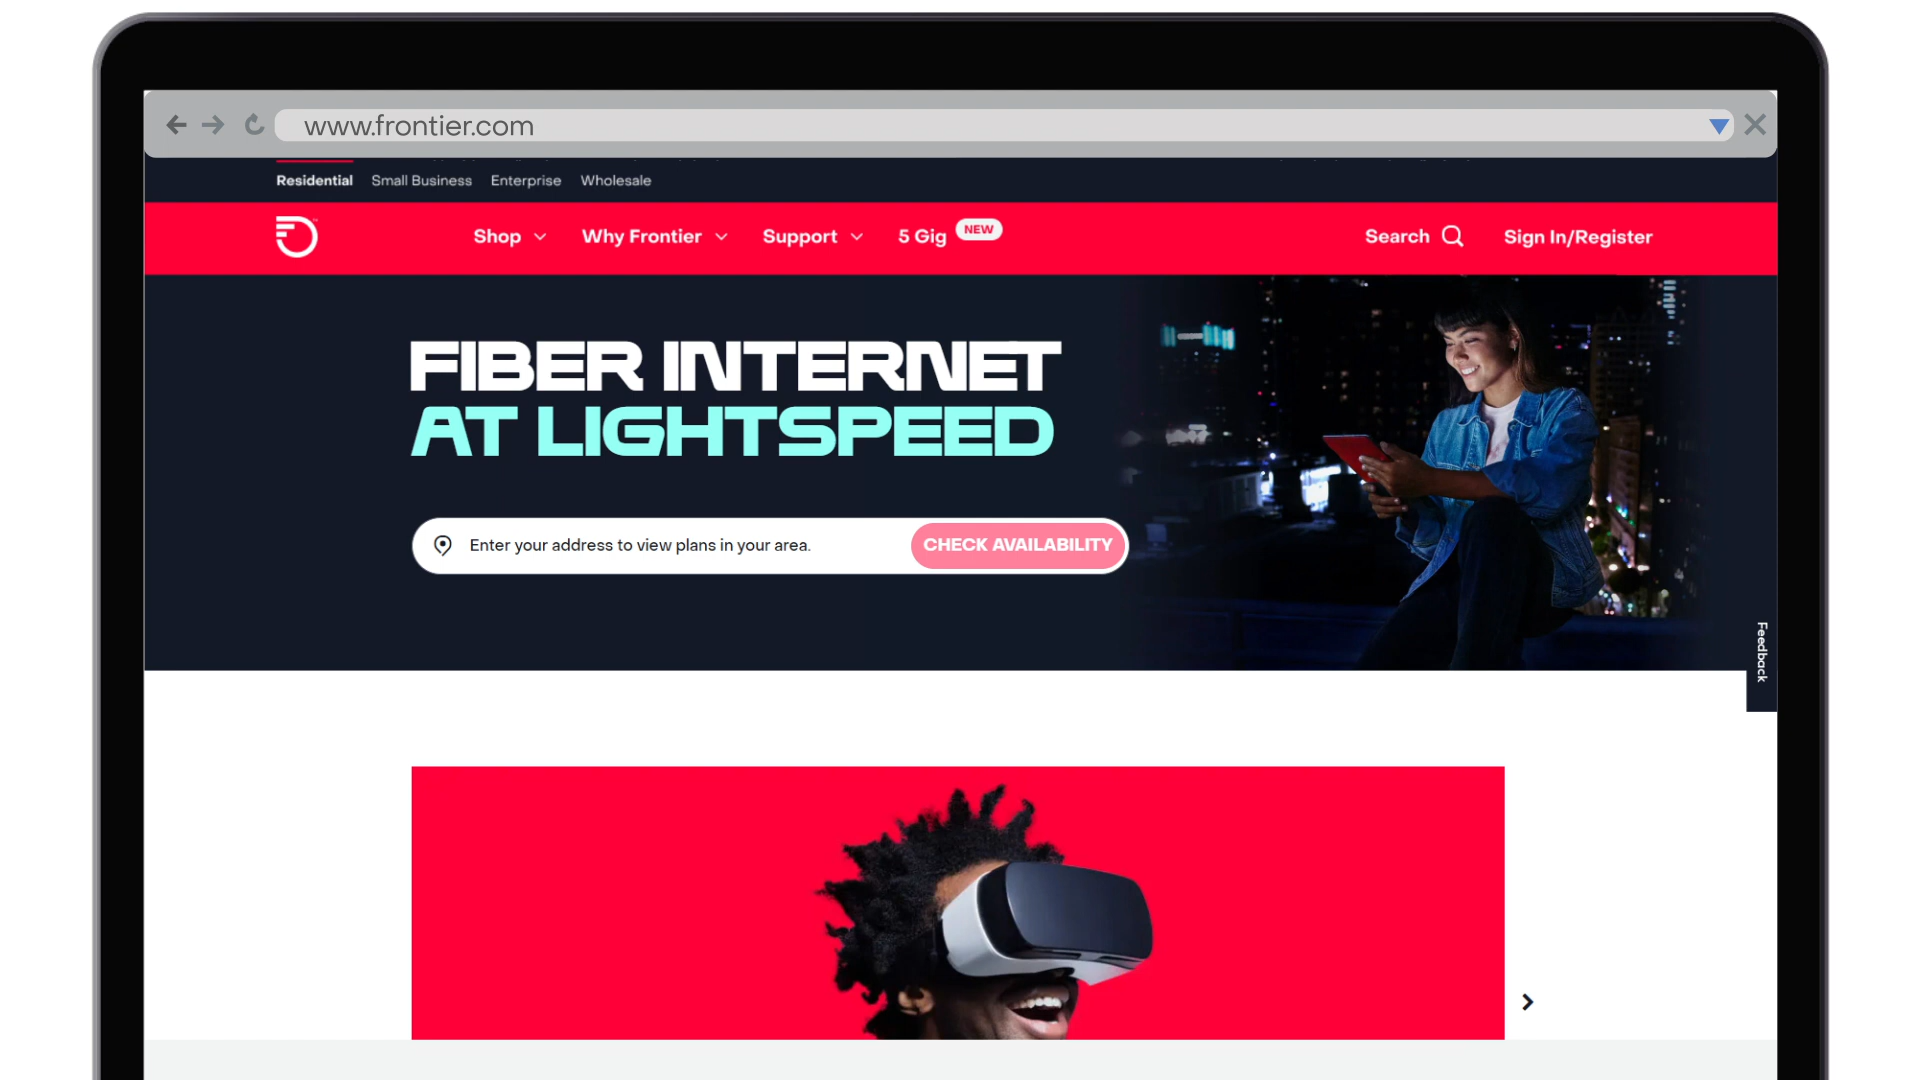 www.frontier.com
Residential Small Business Enterprise Wholesale
Shop Why Frontier Support 5 Gig NEW Search Sign In/Register
FIBER INTERNET
AT LIGHTSPEED
Enter your address to view plans in your area. CHECK AVAILABILITY
Feedback